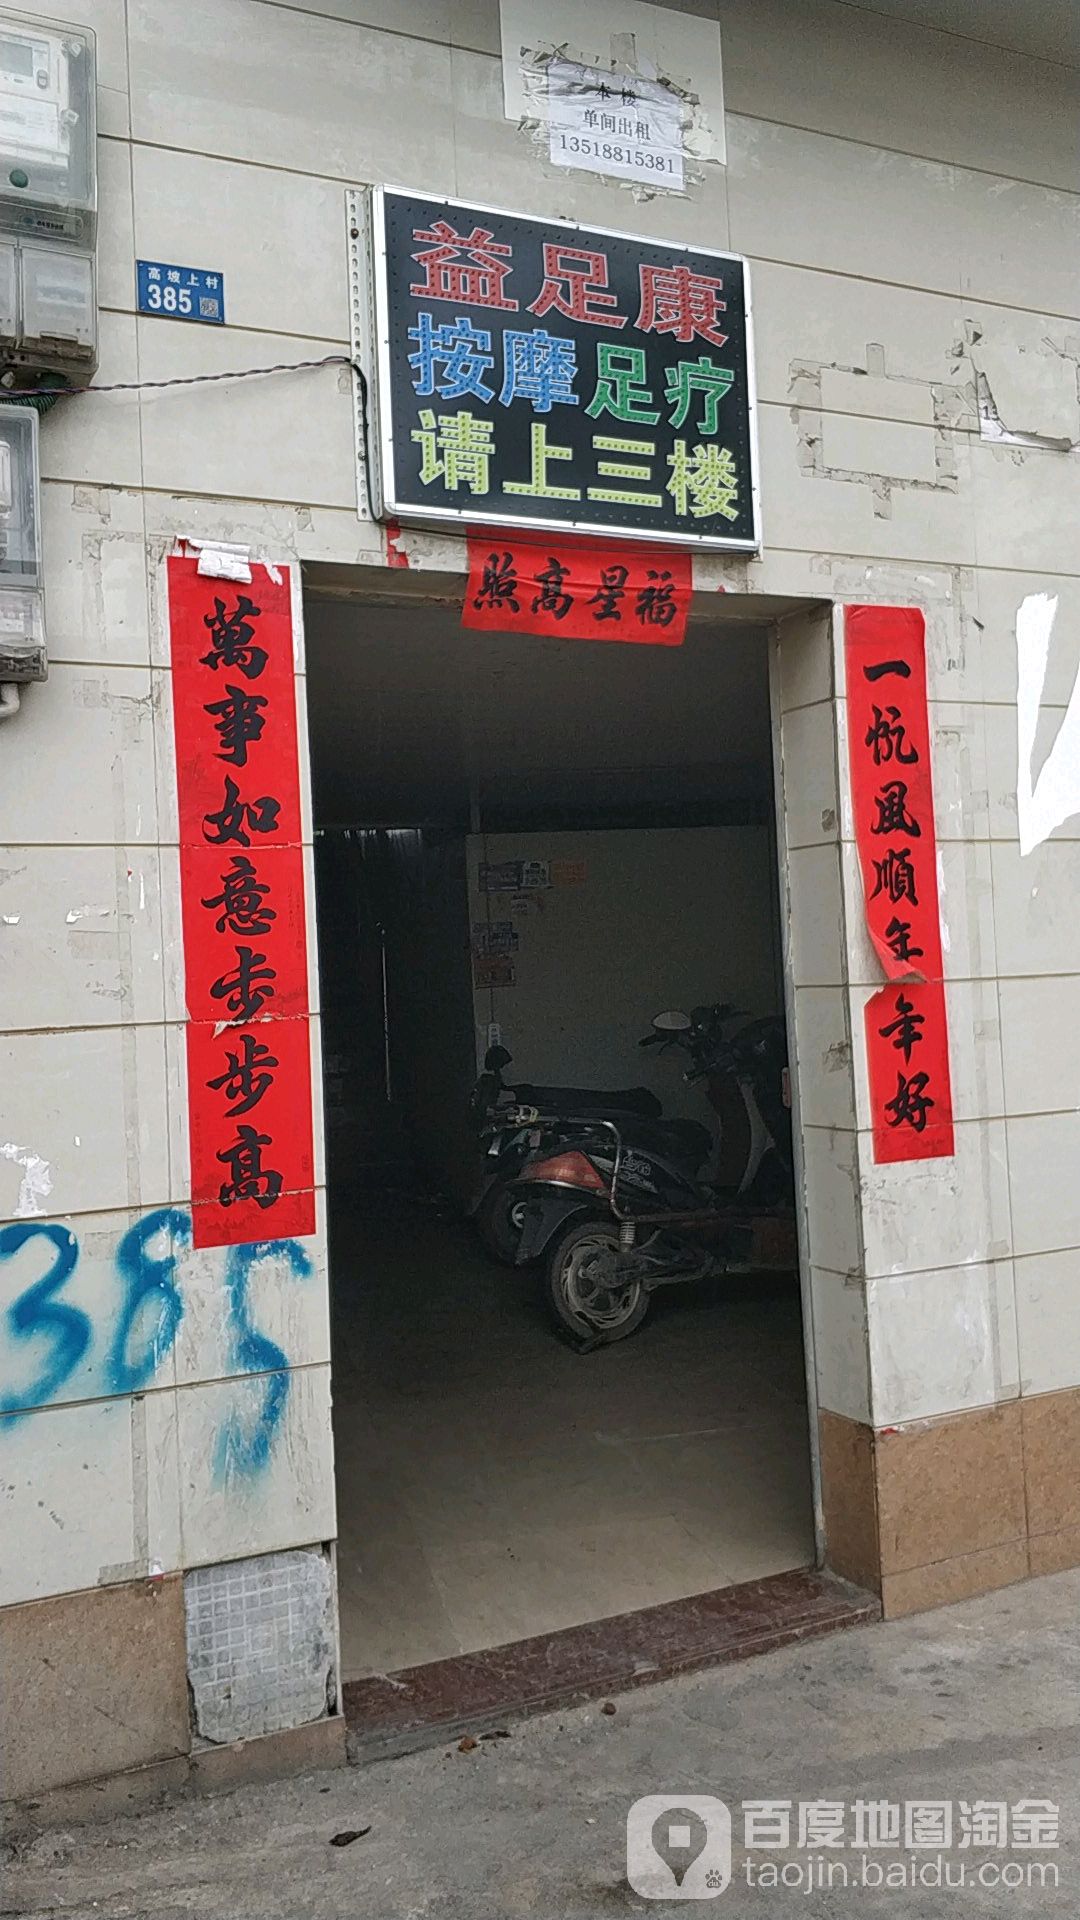 本楼
单间出租
13518815381
高坡上村
385
益足康
按摩足疗
请上三楼
照高星福
萬事如意步步高
一帆風順年年好
385
百度地图淘金
taojin.baidu.com